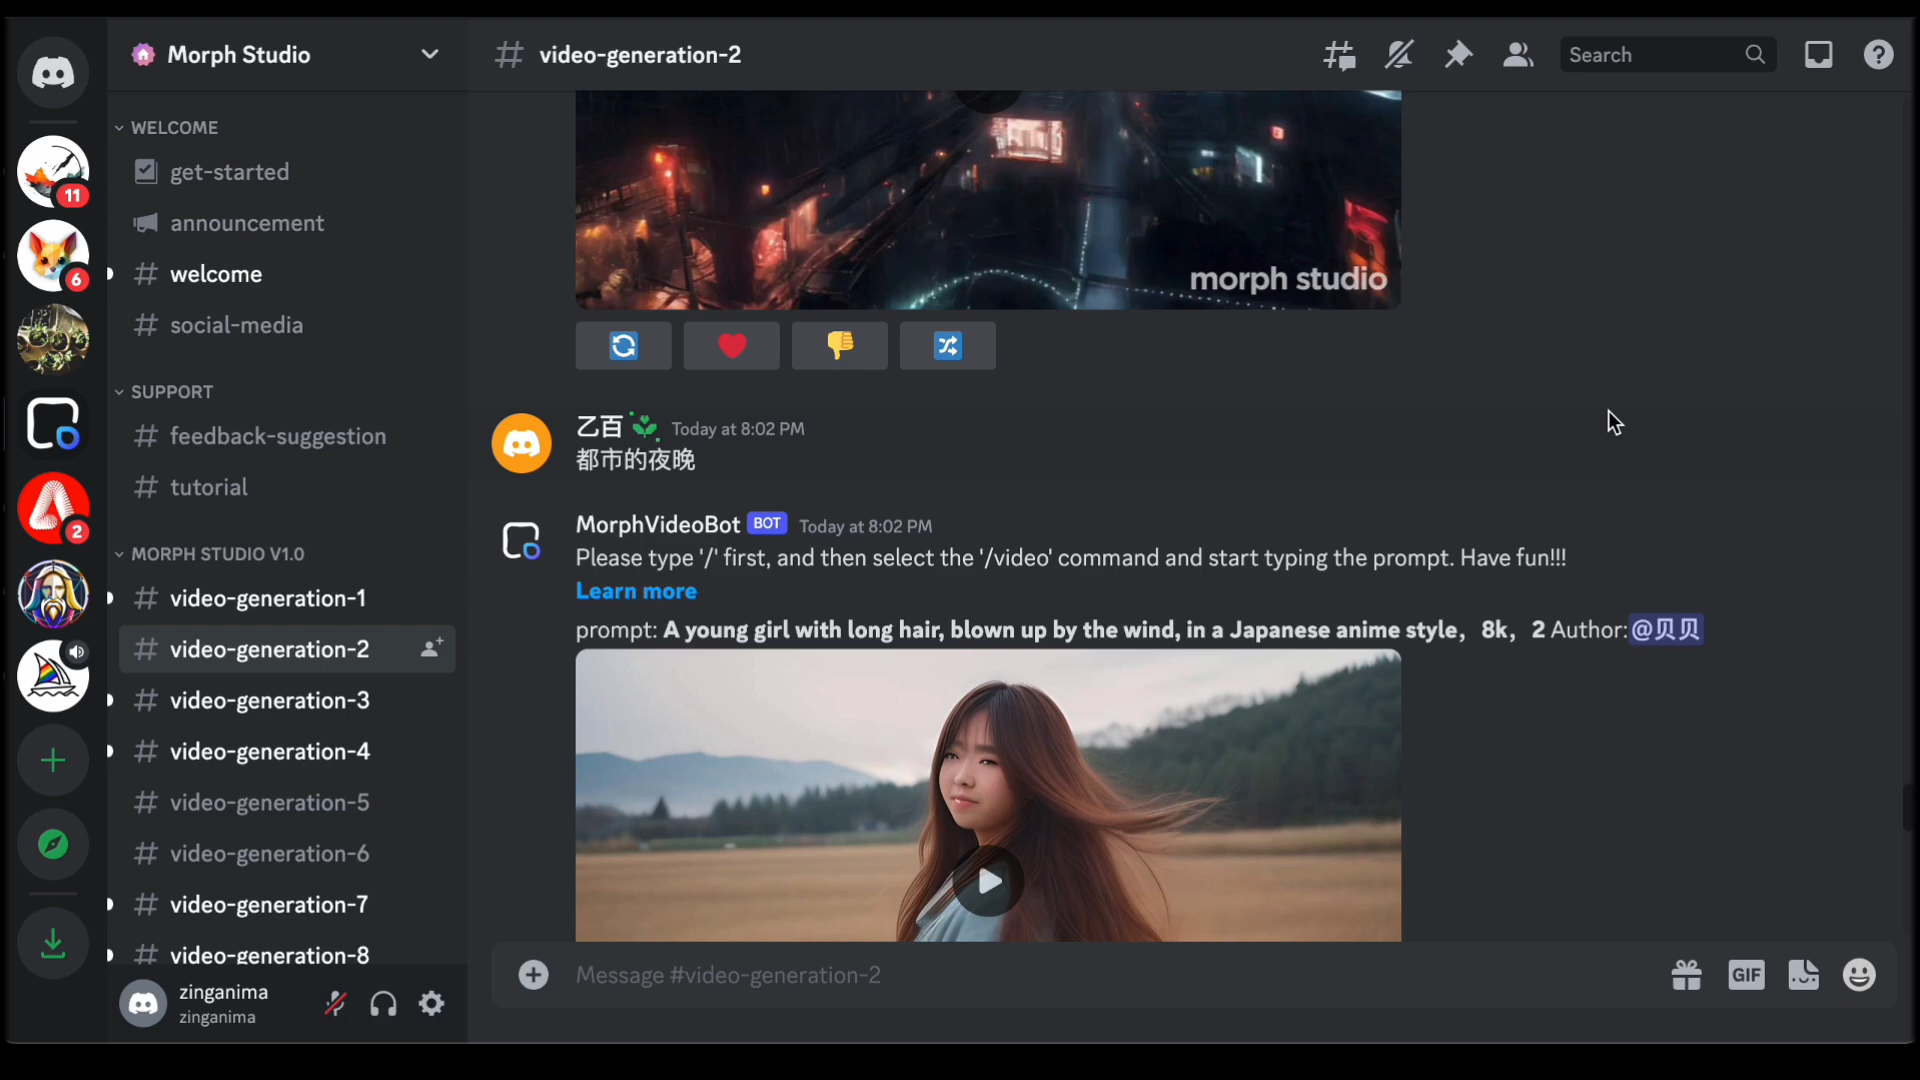 11
6
2
Morph Studio
WELCOME
get-started
announcement
welcome
social-media
SUPPORT
feedback-suggestion
tutorial
MORPH STUDIO V1.0
video-generation-1
video-generation-2
video-generation-3
video-generation-4
video-generation-5
video-generation-6
video-generation-7
video-generation-8
zinganima
zinganima
video-generation-2
Search
morph studio
乙百 Today at 8:02 PM
都市的夜晚
MorphVideoBot BOT Today at 8:02 PM
Please type '/' first, and then select the '/video' command and start typing the prompt. Have fun!!!
Learn more
prompt: A young girl with long hair, blown up by the wind, in a Japanese anime style，8k，2 Author:@贝贝
Message #video-generation-2
GIF